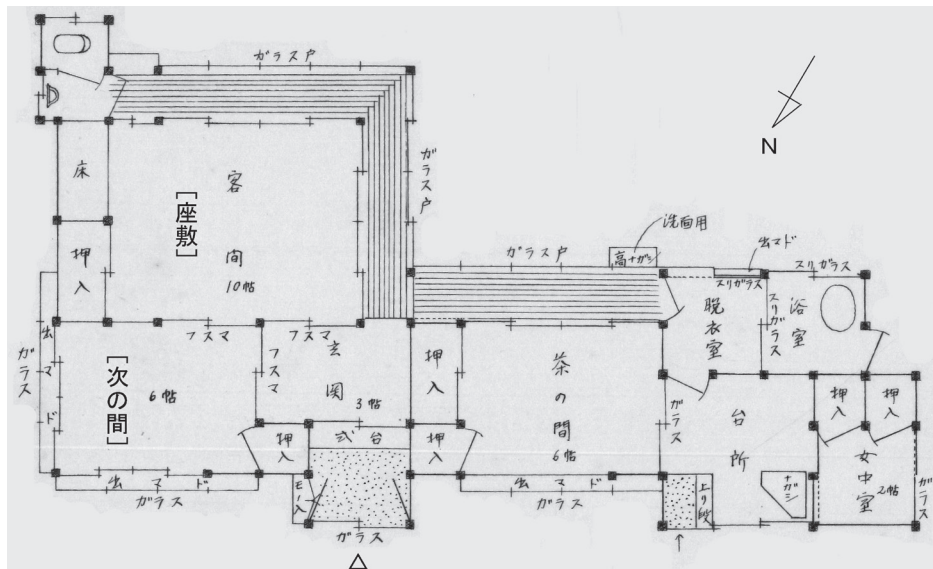 ガラス戸
床
客間
10帖
[座敷]
押入
ガラス戸
N
洗面用
高ナガシ
出マド
ガラス戸
スリガラス
スリガラス
スリガラス
脱衣室
浴室
フスマ
フスマ
フスマ
玄関
3帖
出マド
ガラス
[次の間]
6帖
押入
茶の間
6帖
押入
押入
式台
ガラス
台所
押入
押入
女中室
2帖
ガラス
ナガシ
上り段
出マド
ガラス
ガラス
出マド
ガラス